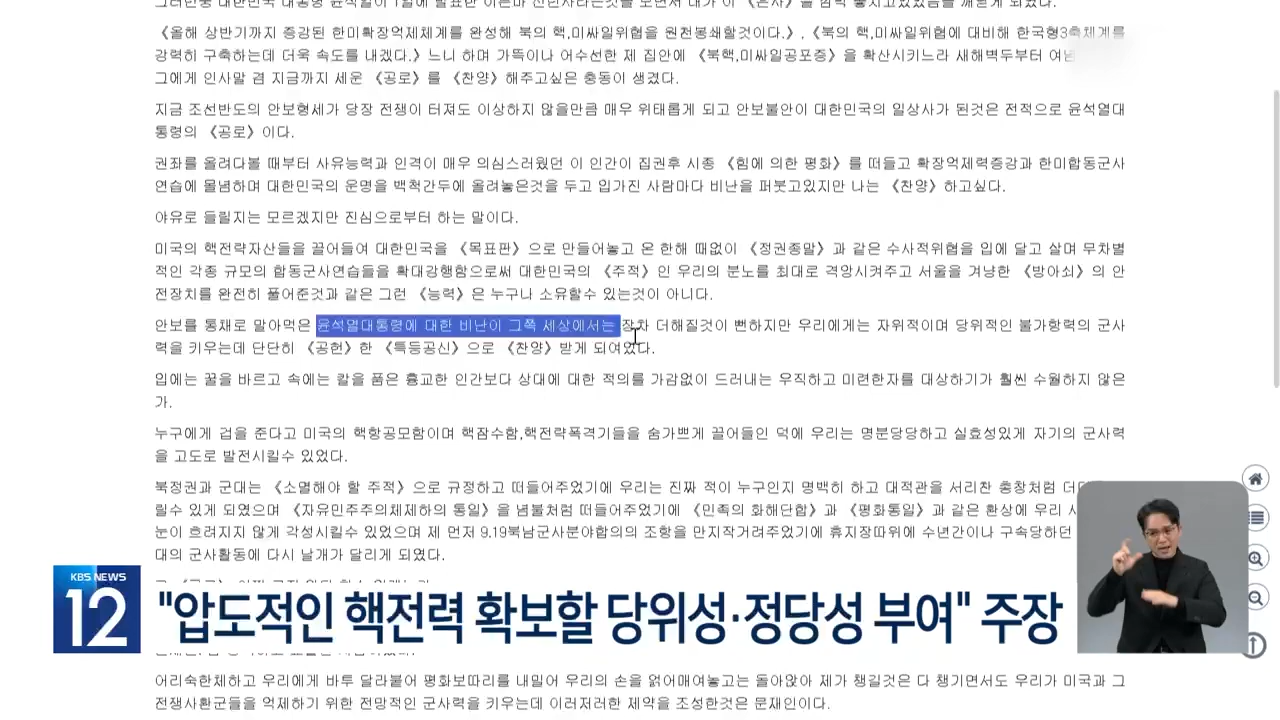 《올해 상반기까지 증강된 한미확장억제체계를 완성해 북의 핵,미싸일위협을 원천봉쇄할것이다.》, 《북의 핵,미싸일위협에 대비해 한국형3축체계를
강력히 구축하는데 더욱 속도를 내겠다.》느니 하며 가뜩이나 어수선한 제 집안에 《북핵,미싸일공포증》을 확산시키느라 새해벽두부터 여념
그에게 인사말 겸 지금까지 세운 《공로》를 《찬양》해주고싶은 충동이 생겼다.
지금 조선반도의 안보형세가 당장 전쟁이 터져도 이상하지 않을만큼 매우 위태롭게 되고 안보불안이 대한민국의 일상사가 된것은 전적으로 윤석열대
통령의 《공로》이다.
권좌를 올려다볼 때부터 사유능력과 인격이 매우 의심스러웠던 이 인간이 집권후 시종 《힘에 의한 평화》를 떠들고 확장억제력증강과 한미합동군사
연습에 몰념하며 대한민국의 운명을 백척간두에 올려놓은것을 두고 입가진 사람마다 비난을 퍼붓고있지만 나는 《찬양》하고싶다.
야유로 들릴지는 모르겠지만 진심으로부터 하는 말이다.
미국의 핵전략자산들을 끌어들여 대한민국을 《목표판》으로 만들어놓고 온 한해 때없이 《정권종말》과 같은 수사적위협을 입에 달고 살며 무차별
적인 각종 규모의 합동군사연습들을 확대강행함으로써 대한민국의 《주적》인 우리의 분노를 최대로 격앙시켜주고 서울을 겨냥한 《방아쇠》의 안
전장치를 완전히 풀어준것과 같은 그런 《능력》은 누구나 소유할수 있는것이 아니다.
안보를 통채로 말아먹은 윤석열대통령에 대한 비난이 그쪽 세상에서는 장차 더해질것이 뻔하지만 우리에게는 자위적이며 당위적인 불가항력의 군사
력을 키우는데 단단히 《공헌》한 《특등공신》으로 《찬양》받게 되여있다.
입에는 꿀을 바르고 속에는 칼을 품은 흉교한 인간보다 상대에 대한 적의를 가감없이 드러내는 우직하고 미련한자를 대상하기가 훨씬 수월하지 않은
가.
누구에게 겁을 준다고 미국의 핵항공모함이며 핵잠수함,핵전략폭격기들을 숨가쁘게 끌어들인 덕에 우리는 명분당당하고 실효성있게 자기의 군사력
을 고도로 발전시킬수 있었다.
북정권과 군대는 《소멸해야 할 주적》으로 규정하고 떠들어주었기에 우리는 진짜 적이 누구인지 명백히 하고 대적관을 서리찬 총창처럼 더
릴수 있게 되였으며 《자유민주주의체제하의 통일》을 념불처럼 떠들어주었기에 《민족의 화해단합》과 《평화통일》과 같은 환상에 우리
눈이 흐려지지 않게 각성시킬수 있었으며 제 먼저 9.19북남군사분야합의의 조항을 만지작거려주었기에 휴지장따위에 수년간이나 구속당하던
대의 군사활동에 다시 날개가 달리게 되였다.
KBS NEWS
12
"압도적인 핵전력 확보할 당위성·정당성 부여" 주장
어리숙한체하고 우리에게 바투 달라붙어 평화보따리를 내밀어 우리의 손을 얽어매여놓고는 돌아앉아 제가 챙길것은 다 챙기면서도 우리가 미국과 그
전쟁사환군들을 억제하기 위한 전망적인 군사력을 키우는데 이러저러한 제약을 조성한것은 문재인이다.